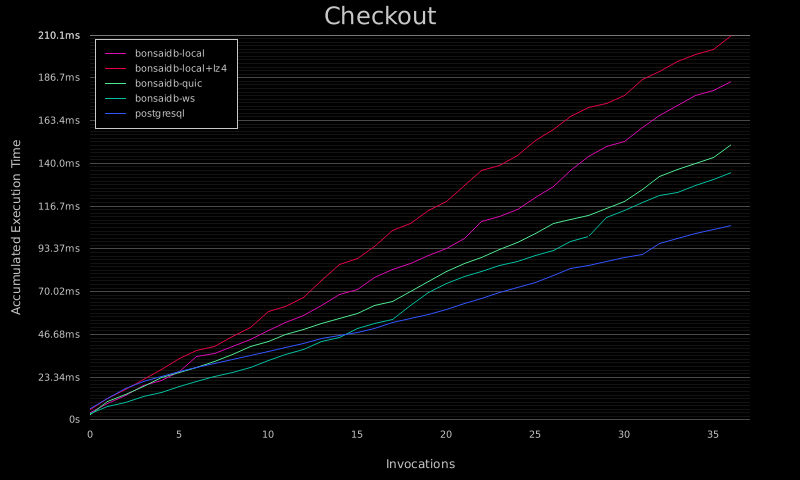 Checkout
210.1ms
bonsaidb-local
bonsaidb-local+lz4
186.7ms
bonsaidb-quic
bonsaidb-ws
postgresql
163.4ms
140.0ms
116.7ms
93.37ms
70.02ms
46.68ms
23.34ms
0s
Accumulated Execution Time
0 5 10 15 20 25 30 35
Invocations